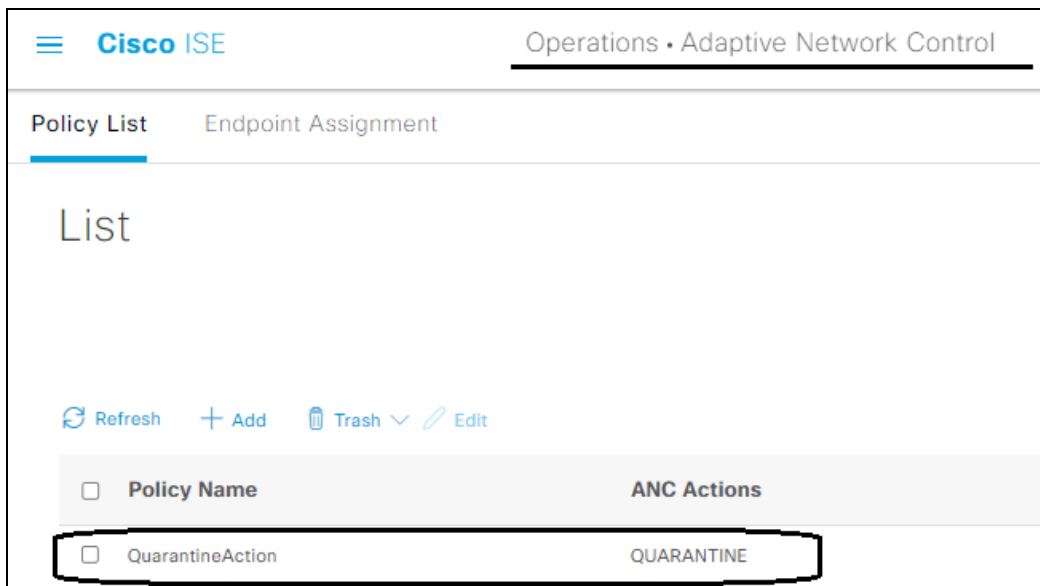 Cisco ISE Operations • Adaptive Network Control
Policy List Endpoint Assignment
List
Refresh Add Trash Edit
Policy Name ANC Actions
QuarantineAction QUARANTINE